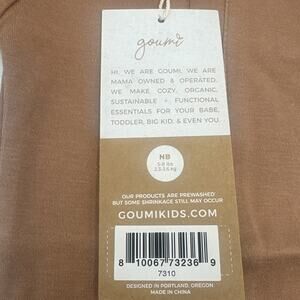 goumi
HI, WE ARE GOUMI. WE ARE
MAMA OWNED & OPERATED.
WE MAKE COZY, ORGANIC,
SUSTAINABLE + FUNCTIONAL
ESSENTIALS FOR YOUR BABE,
TODDLER, BIG KID, & EVEN YOU.
NB
5-8 lbs
2.3-3.6 kg
OUR PRODUCTS ARE PREWASHED
BUT SOME SHRINKAGE STILL MAY OCCUR
GOUMIKIDS.COM
8 10067 73236 9
7310
DESIGNED IN PORTLAND, OREGON
MADE IN CHINA